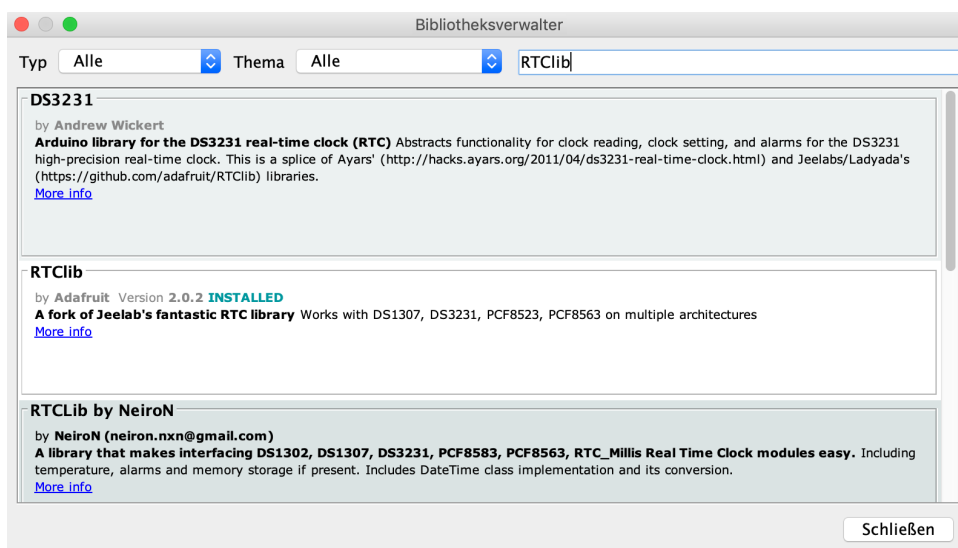 Bibliotheksverwalter
Typ Alle Thema Alle RTClib
DS3231
by Andrew Wickert
Arduino library for the DS3231 real-time clock (RTC) Abstracts functionality for clock reading, clock setting, and alarms for the DS3231
high-precision real-time clock. This is a splice of Ayars' (http://hacks.ayars.org/2011/04/ds3231-real-time-clock.html) and Jeelabs/Ladyada's
(https://github.com/adafruit/RTClib) libraries.
More info
RTClib
by Adafruit Version 2.0.2 INSTALLED
A fork of Jeelab's fantastic RTC library Works with DS1307, DS3231, PCF8523, PCF8563 on multiple architectures
More info
RTCLib by NeiroN
by NeiroN (neiron.nxn@gmail.com)
A library that makes interfacing DS1302, DS1307, DS3231, PCF8583, PCF8563, RTC_Millis Real Time Clock modules easy. Including
temperature, alarms and memory storage if present. Includes DateTime class implementation and its conversion.
More info
Schließen